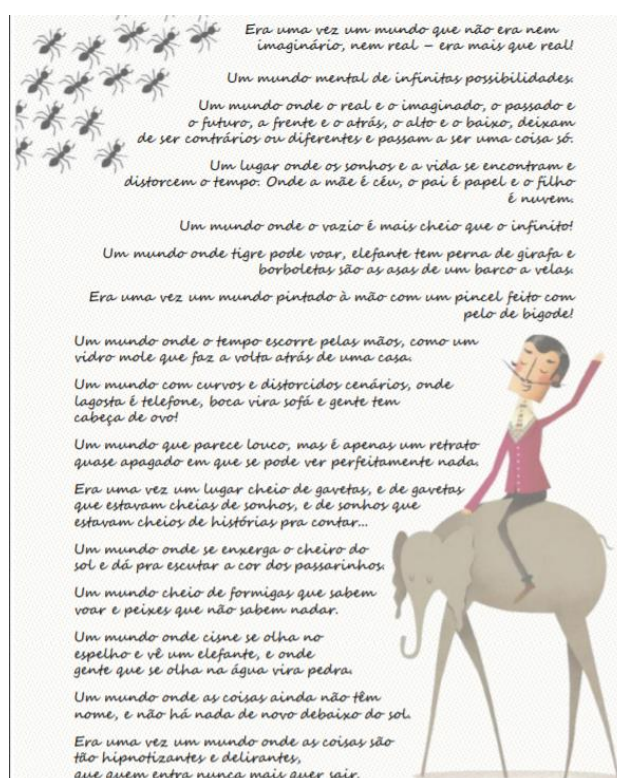 Era uma vez um mundo que não era nem
imaginário, nem real – era mais que real!
Um mundo mental de infinitas possibilidades.
Um mundo onde o real e o imaginado, o passado e
o futuro, a frente e o atrás, o alto e o baixo, deixam
de ser contrários ou diferentes e passam a ser uma coisa só.
Um lugar onde os sonhos e a vida se encontram e
distorcem o tempo. Onde a mãe é céu, o pai é papel e o filho
é nuvem.
Um mundo onde o vazio é mais cheio que o infinito!
Um mundo onde tigre pode voar, elefante tem perna de girafa e
borboletas são as asas de um barco a velas.
Era uma vez um mundo pintado à mão com um pincel feito com
pelo de bigode!
Um mundo onde o tempo escorre pelas mãos, como um
vidro mole que faz a volta atrás de uma casa.
Um mundo com curvos e distorcidos cenários, onde
lagosta é telefone, boca vira sofá e gente tem
cabeça de ovo!
Um mundo que parece louco, mas é apenas um retrato
quase apagado em que se pode ver perfeitamente nada.
Era uma vez um lugar cheio de gavetas, e de gavetas
que estavam cheias de sonhos, e de sonhos que
estavam cheios de histórias pra contar...
Um mundo onde se enxerga o cheiro do
sol e dá pra escutar a cor dos passarinhos.
Um mundo cheio de formigas que sabem
voar e peixes que não sabem nadar.
Um mundo onde cisne se olha no
espelho e vê um elefante, e onde
gente que se olha na água vira pedra.
Um mundo onde as coisas ainda não têm
nome, e não há nada de novo debaixo do sol.
Era uma vez um mundo onde as coisas são
tão hipnotizantes e delirantes,
que quem entra nunca mais quer sair.